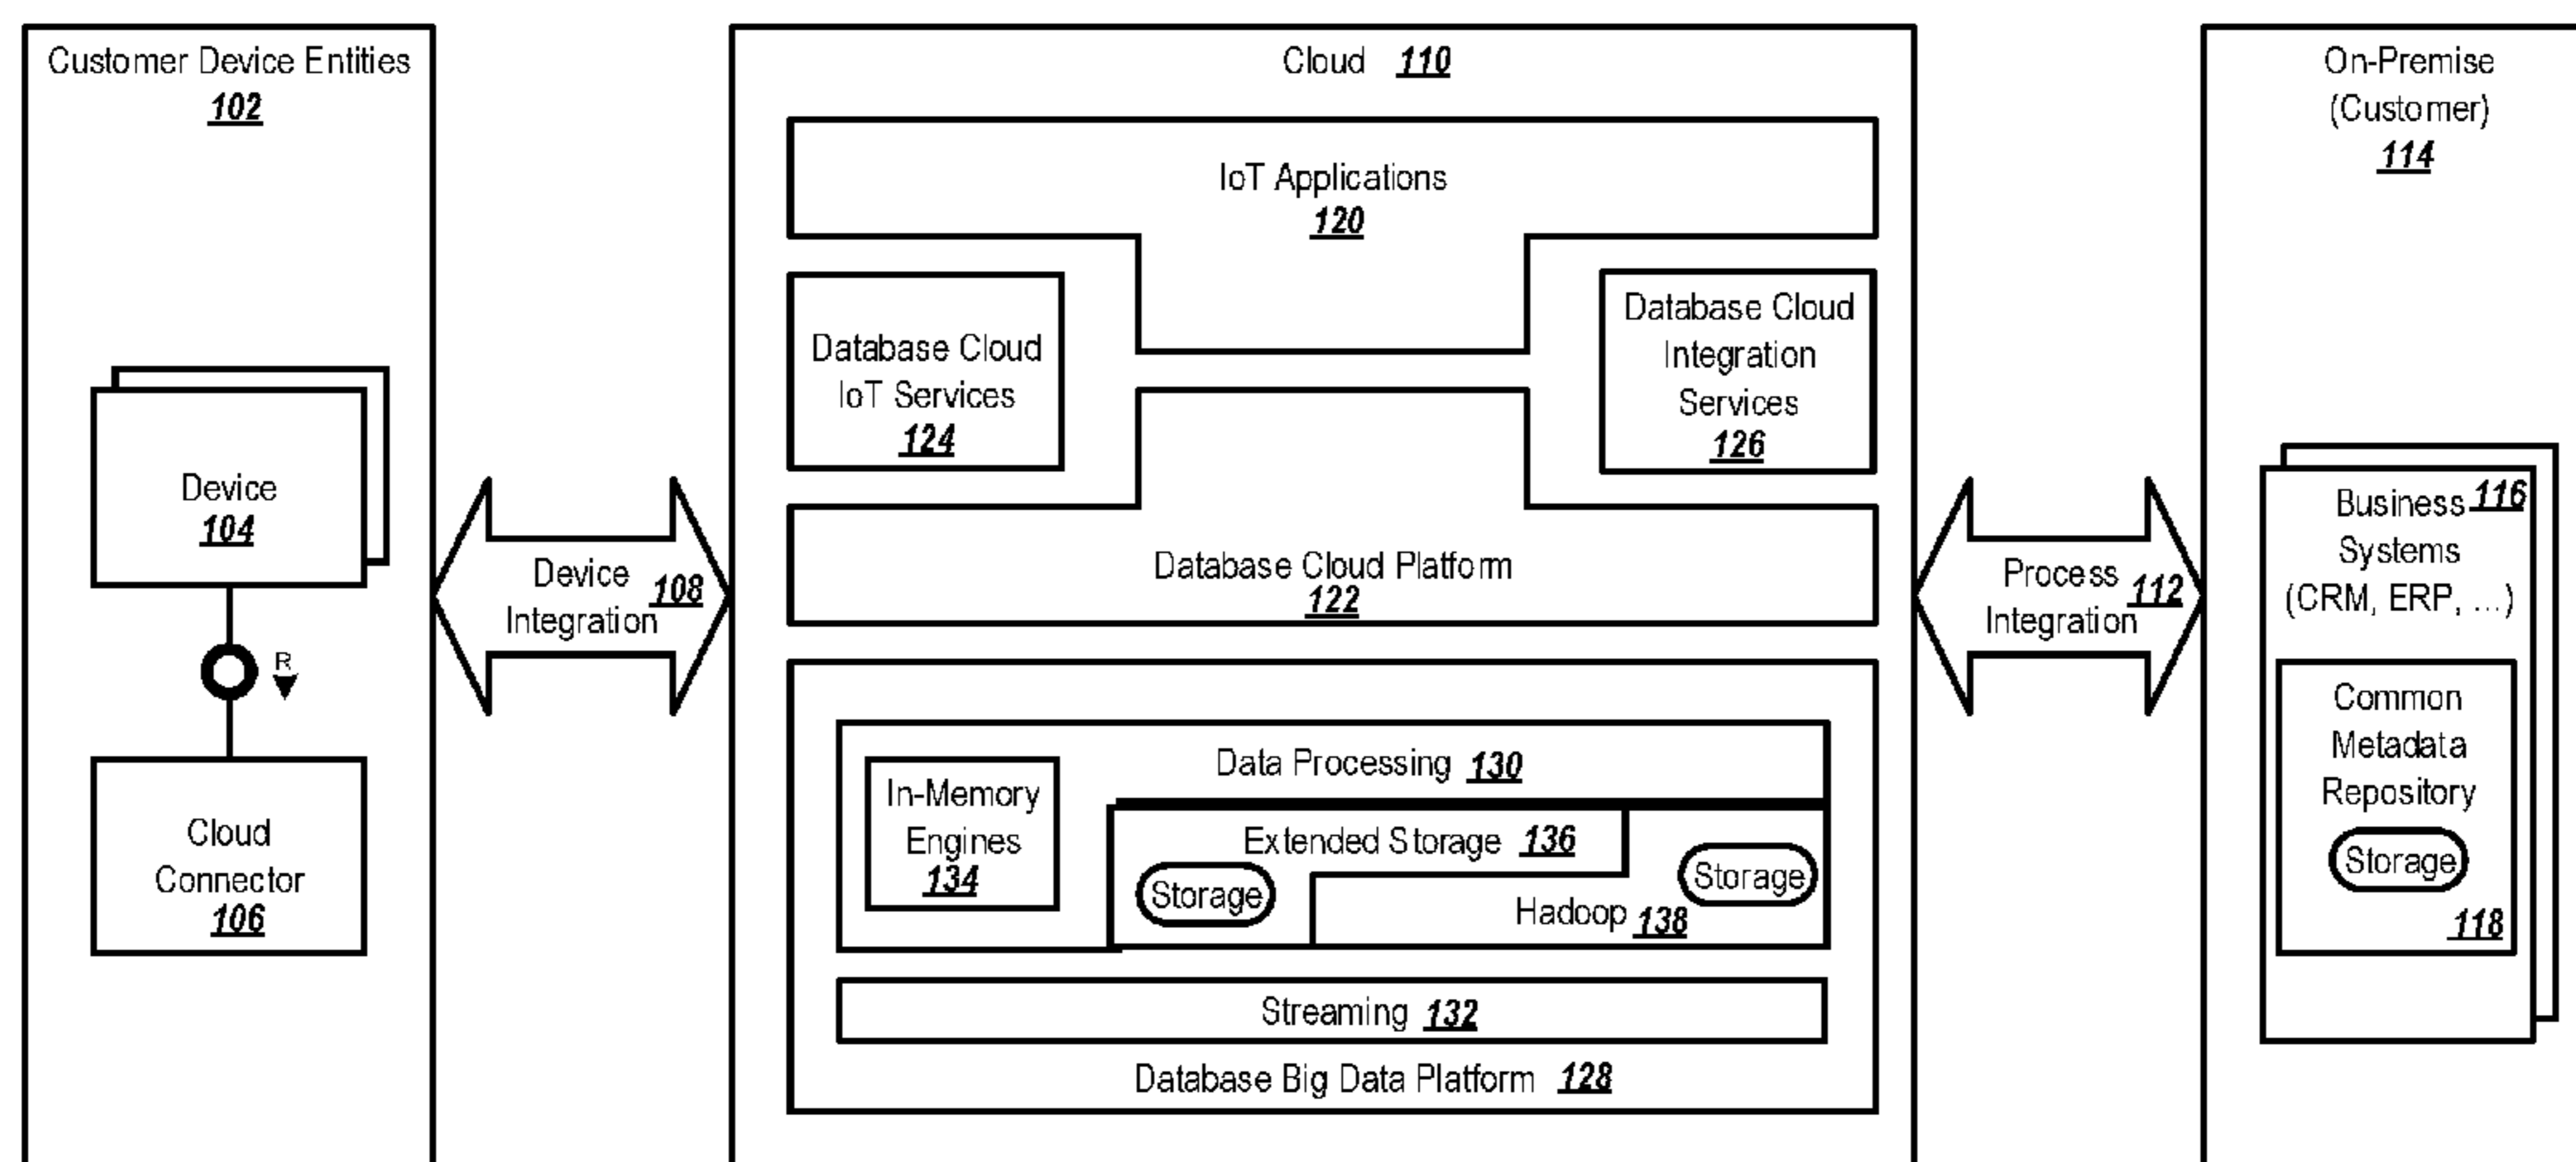 Customer Device Entities
102
Device
104
R
Cloud
Connector
106
Device
Integration 108
Cloud 110
IoT Applications
120
Database Cloud
IoT Services
124
Database Cloud
Integration
Services
126
Database Cloud Platform
122
Data Processing 130
In-Memory
Engines
134
Extended Storage 136
Storage
Storage
Hadoop 138
Streaming 132
Database Big Data Platform 128
Process
Integration 112
On-Premise
(Customer)
114
Business 116
Systems
(CRM, ERP, ...)
Common
Metadata
Repository
Storage
118